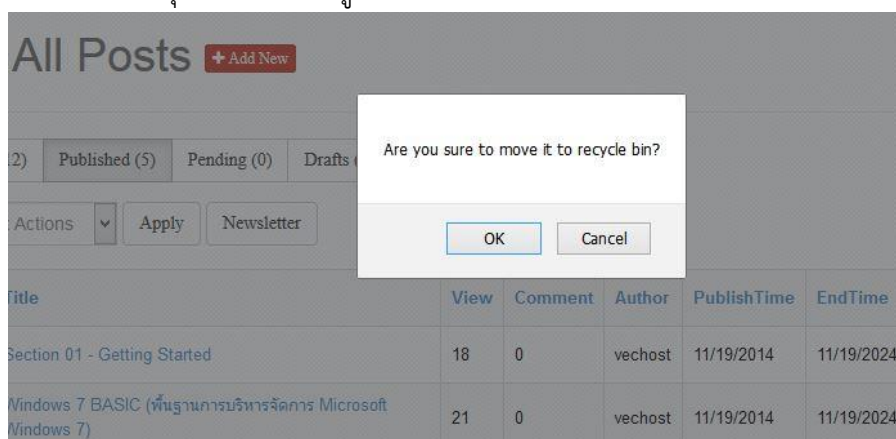 All Posts + Add New
Are you sure to move it to recycle bin?
2) Published (5) Pending (0) Drafts (
Actions Apply Newsletter
OK Cancel
Title View Comment Author PublishTime EndTime
Section 01 - Getting Started 18 0 vechost 11/19/2014 11/19/2024
Windows 7 BASIC (พื้นฐานการบริหารจัดการ Microsoft
Windows 7) 21 0 vechost 11/19/2014 11/19/2024